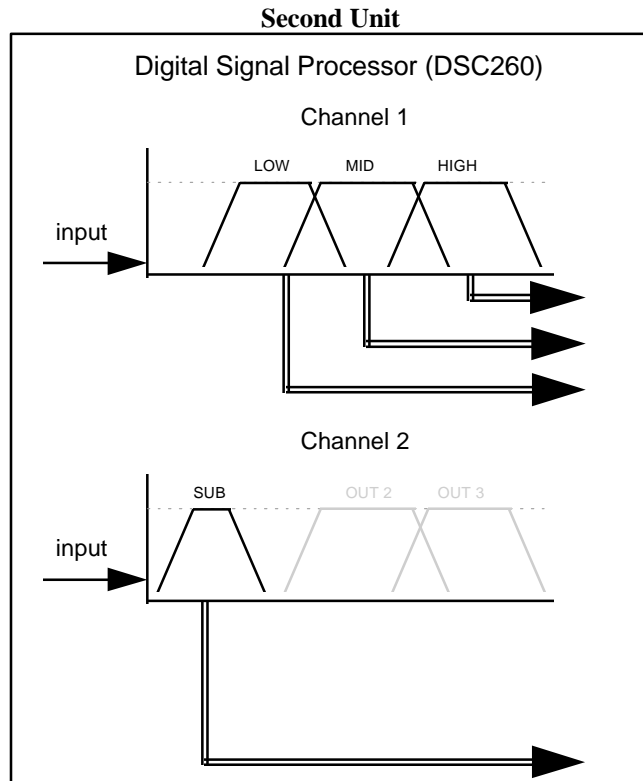 Second Unit
Digital Signal Processor (DSC260)
Channel 1
LOW MID HIGH
input
Channel 2
SUB OUT 2 OUT 3
input